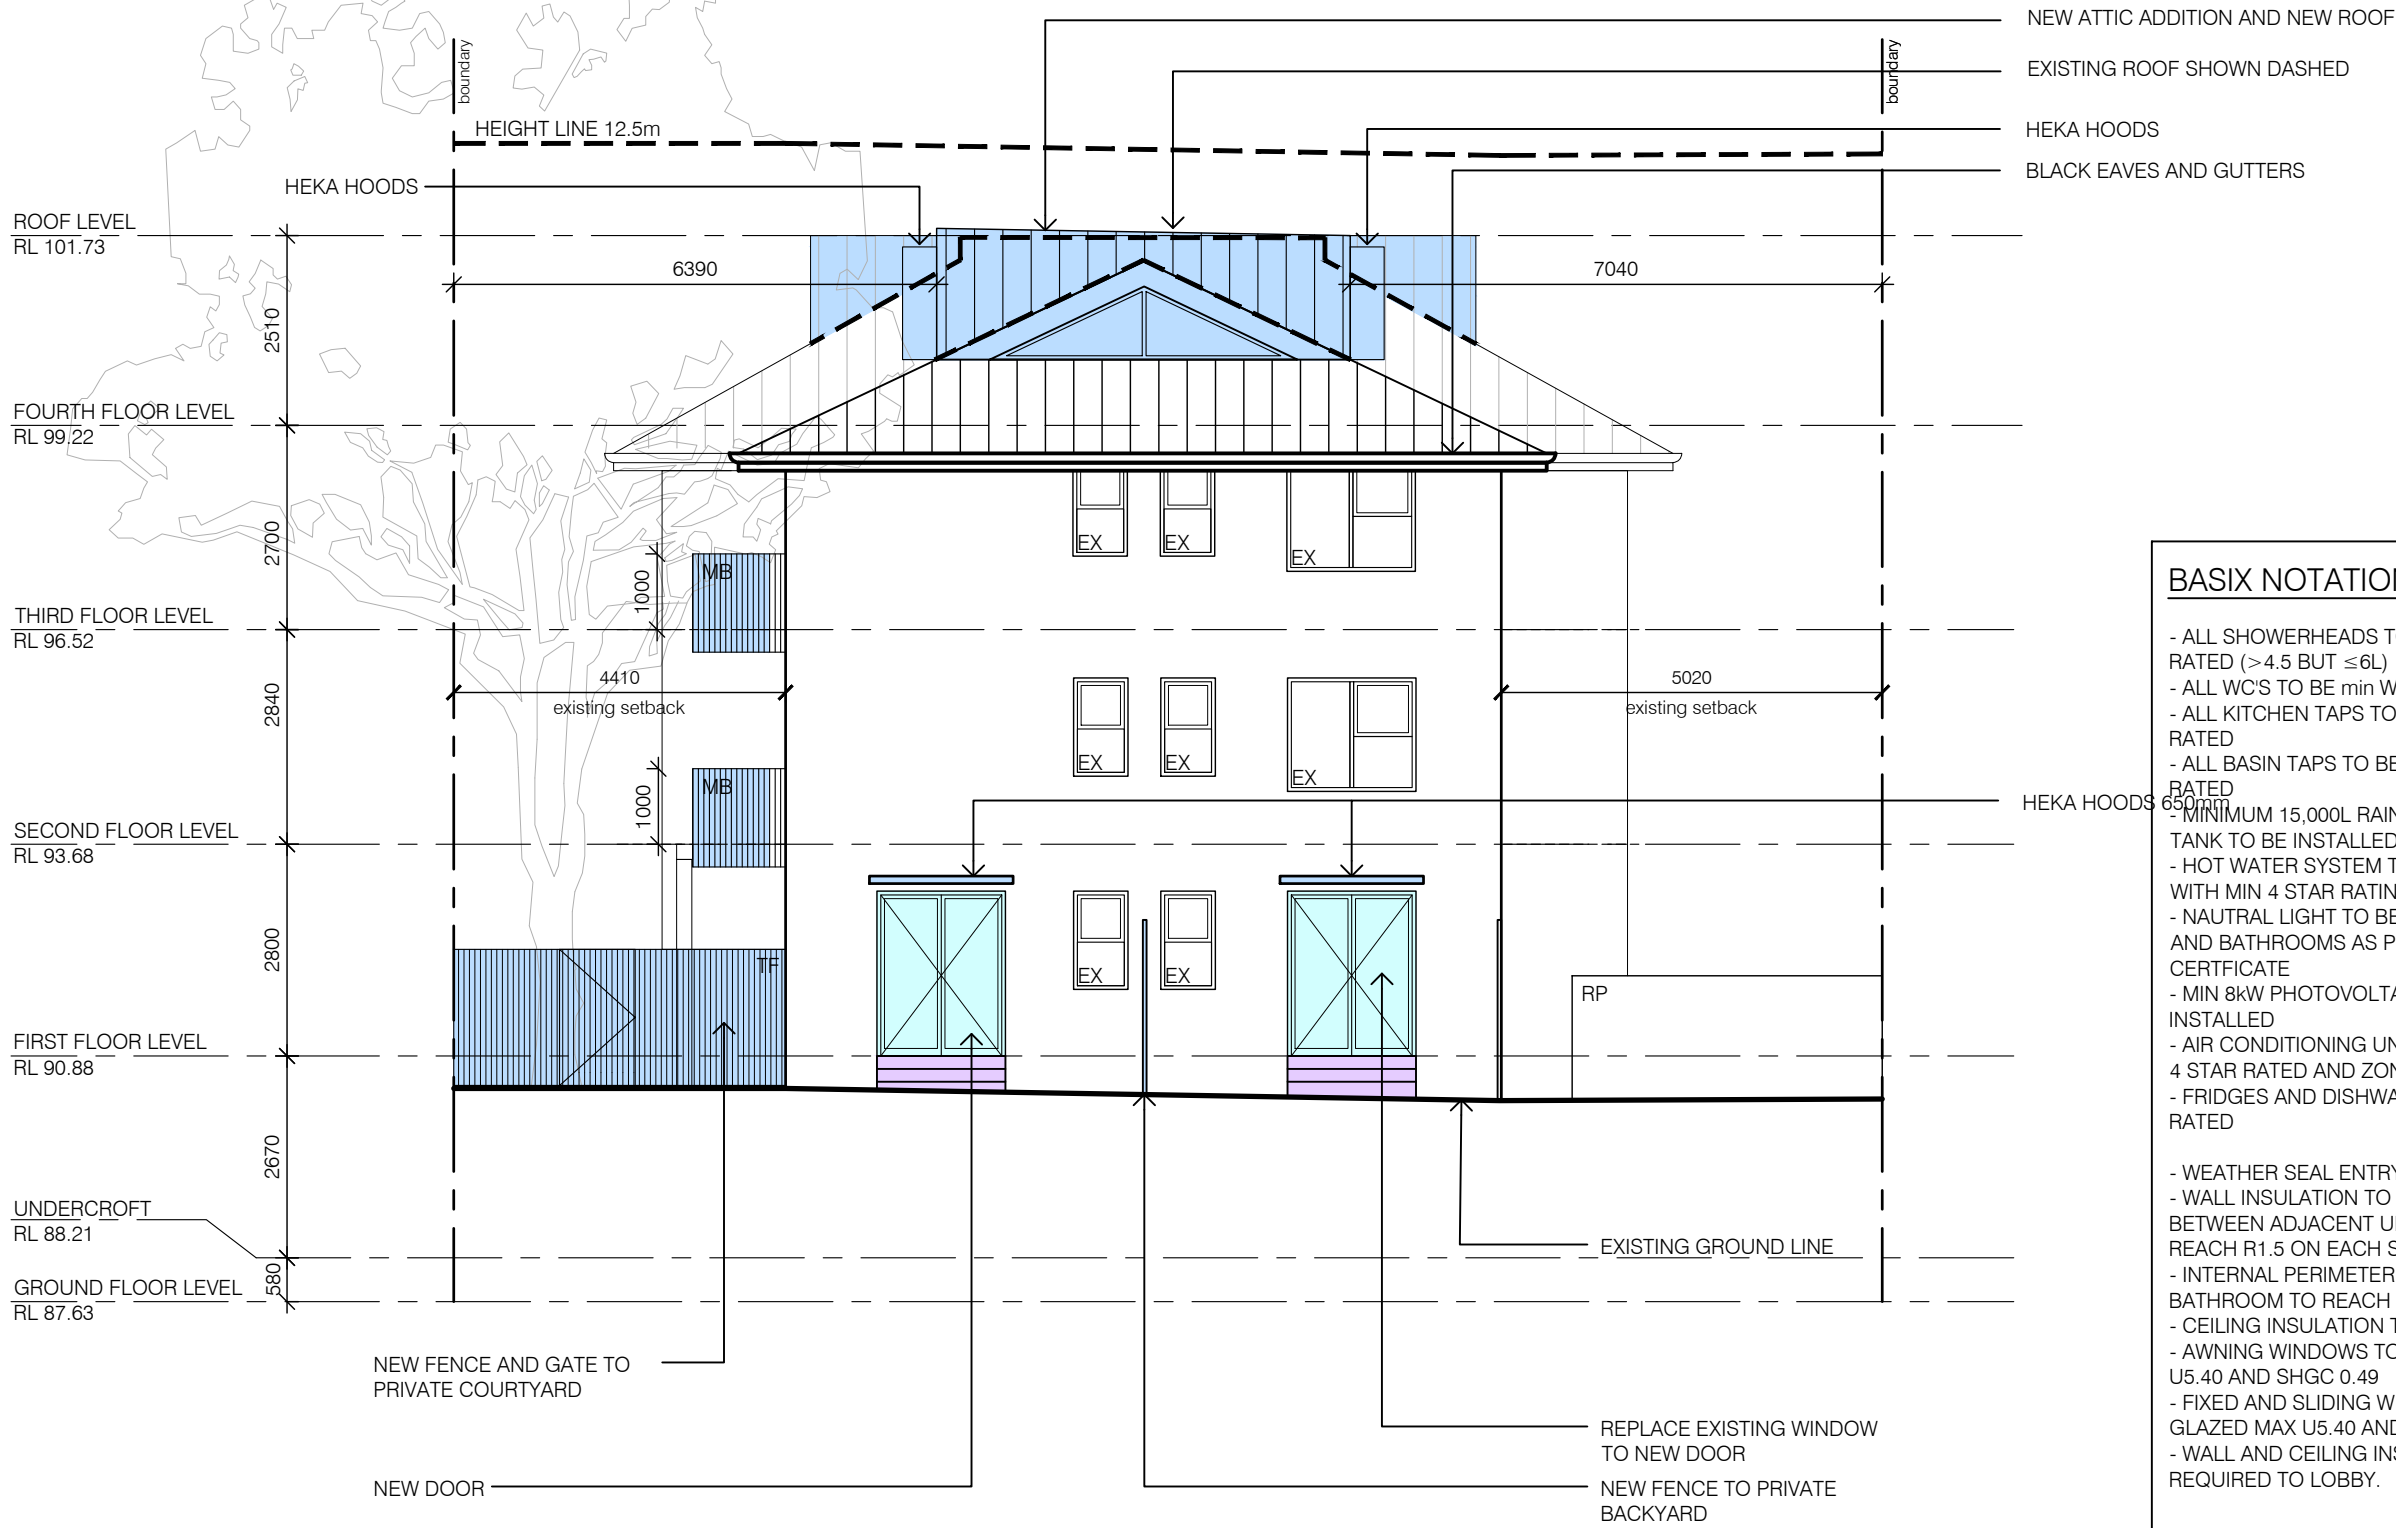 NEW ATTIC ADDITION AND NEW ROOF
EXISTING ROOF SHOWN DASHED
boundary
boundary
HEIGHT LINE 12.5m
HEKA HOODS
BLACK EAVES AND GUTTERS
HEKA HOODS
ROOF LEVEL
RL 101.73
6390
7040
2510
FOURTH FLOOR LEVEL
RL 99.22
2700
EX
EX
EX
MB
1000
THIRD FLOOR LEVEL
RL 96.52
4410
existing setback
5020
existing setback
2840
EX
EX
EX
MB
1000
HEKA HOODS 650mm
SECOND FLOOR LEVEL
RL 93.68
2800
TF
EX
EX
RP
FIRST FLOOR LEVEL
RL 90.88
2670
UNDERCROFT
RL 88.21
EXISTING GROUND LINE
580
GROUND FLOOR LEVEL
RL 87.63
NEW FENCE AND GATE TO
PRIVATE COURTYARD
REPLACE EXISTING WINDOW
TO NEW DOOR
NEW DOOR
NEW FENCE TO PRIVATE
BACKYARD
BASIX NOTATION
- ALL SHOWERHEADS TO
RATED (>4.5 BUT ≤6L)
- ALL WC'S TO BE min W
- ALL KITCHEN TAPS TO
RATED
- ALL BASIN TAPS TO BE
RATED
- MINIMUM 15,000L RAIN
TANK TO BE INSTALLED
- HOT WATER SYSTEM T
WITH MIN 4 STAR RATIN
- NAUTRAL LIGHT TO BE
AND BATHROOMS AS P
CERTFICATE
- MIN 8kW PHOTOVOLTA
INSTALLED
- AIR CONDITIONING UN
4 STAR RATED AND ZON
- FRIDGES AND DISHWA
RATED
- WEATHER SEAL ENTRY
- WALL INSULATION TO
BETWEEN ADJACENT U
REACH R1.5 ON EACH S
- INTERNAL PERIMETER
BATHROOM TO REACH
- CEILING INSULATION T
- AWNING WINDOWS TO
U5.40 AND SHGC 0.49
- FIXED AND SLIDING W
GLAZED MAX U5.40 AND
- WALL AND CEILING INS
REQUIRED TO LOBBY.